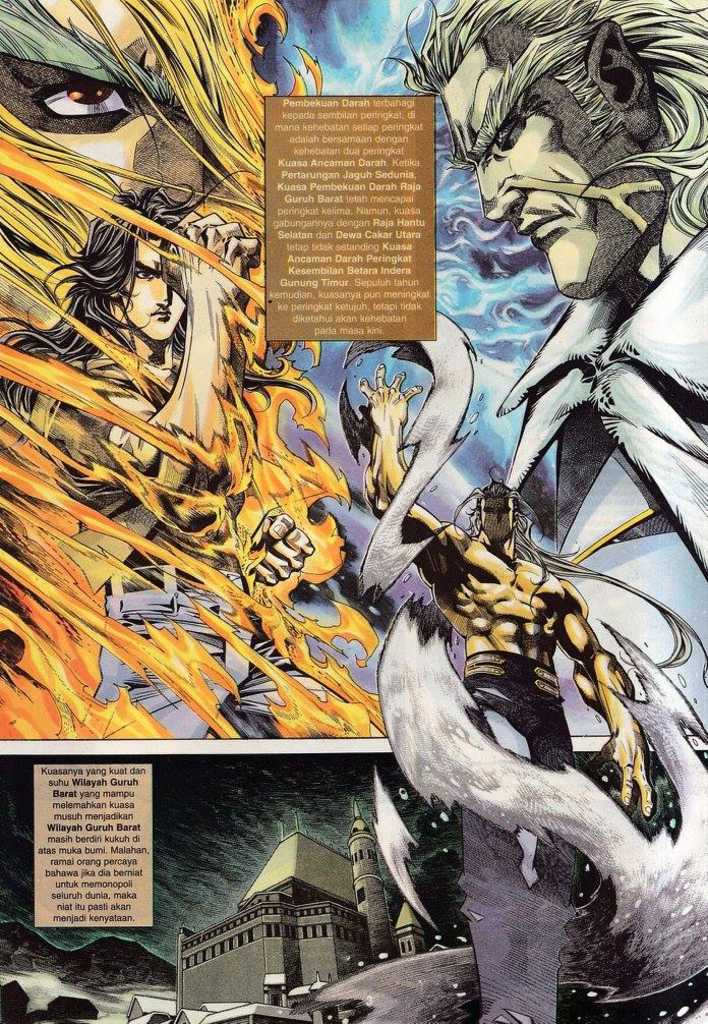 Pembekuan Darah terbahagi
kepada sembilan peringkat, di
mana kehebatan setiap peringkat
adalah bersamaan dengan
kehebatan dua peringkat
Kuasa Ancaman Darah. Ketika
Pertarungan Jaguh Sedunia,
Kuasa Pembekuan Darah Raja
Guruh Barat telah mencapai
peringkat kelima. Namun, kuasa
gabungannya dengan Raja Hantu
Selatan dan Dewa Cakar Utara
tetap tidak setanding Kuasa
Ancaman Darah Peringkat
Kesembilan Betara Indera
Gunung Timur. Sepuluh tahun
kemudian, kuasanya pun meningkat
ke peringkat ketujuh, tetapi tidak
diketahui akan kehebatan
pada masa kini.
Kuasanya yang kuat dan
suhu Wilayah Guruh
Barat yang mampu
melemahkan kuasa
musuh menjadikan
Wilayah Guruh Barat
masih berdiri kukuh di
atas muka bumi. Malahan,
ramai orang percaya
bahawa jika dia berniat
untuk memonopoli
seluruh dunia, maka
niat itu pasti akan
menjadi kenyataan.